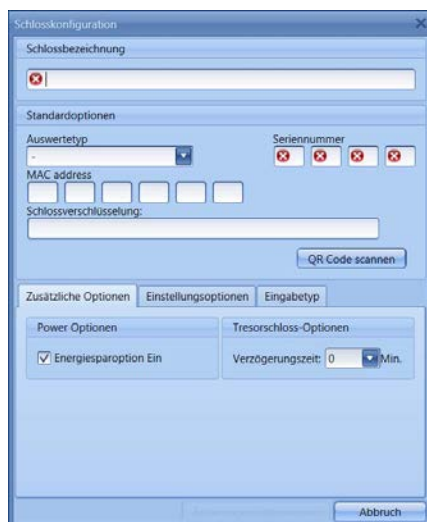 Schlosskonfiguration
Schlossbezeichnung
Standardoptionen
Auswertetyp
Seriennummer
-
MAC address
Schlossverschlüsselung:
QR Code scannen
Zusätzliche Optionen Einstellungsoptionen Eingabetyp
Power Optionen
Tresorschloss-Optionen
Energiesparoption Ein
Verzögerungszeit: 0 Min.
Abbruch